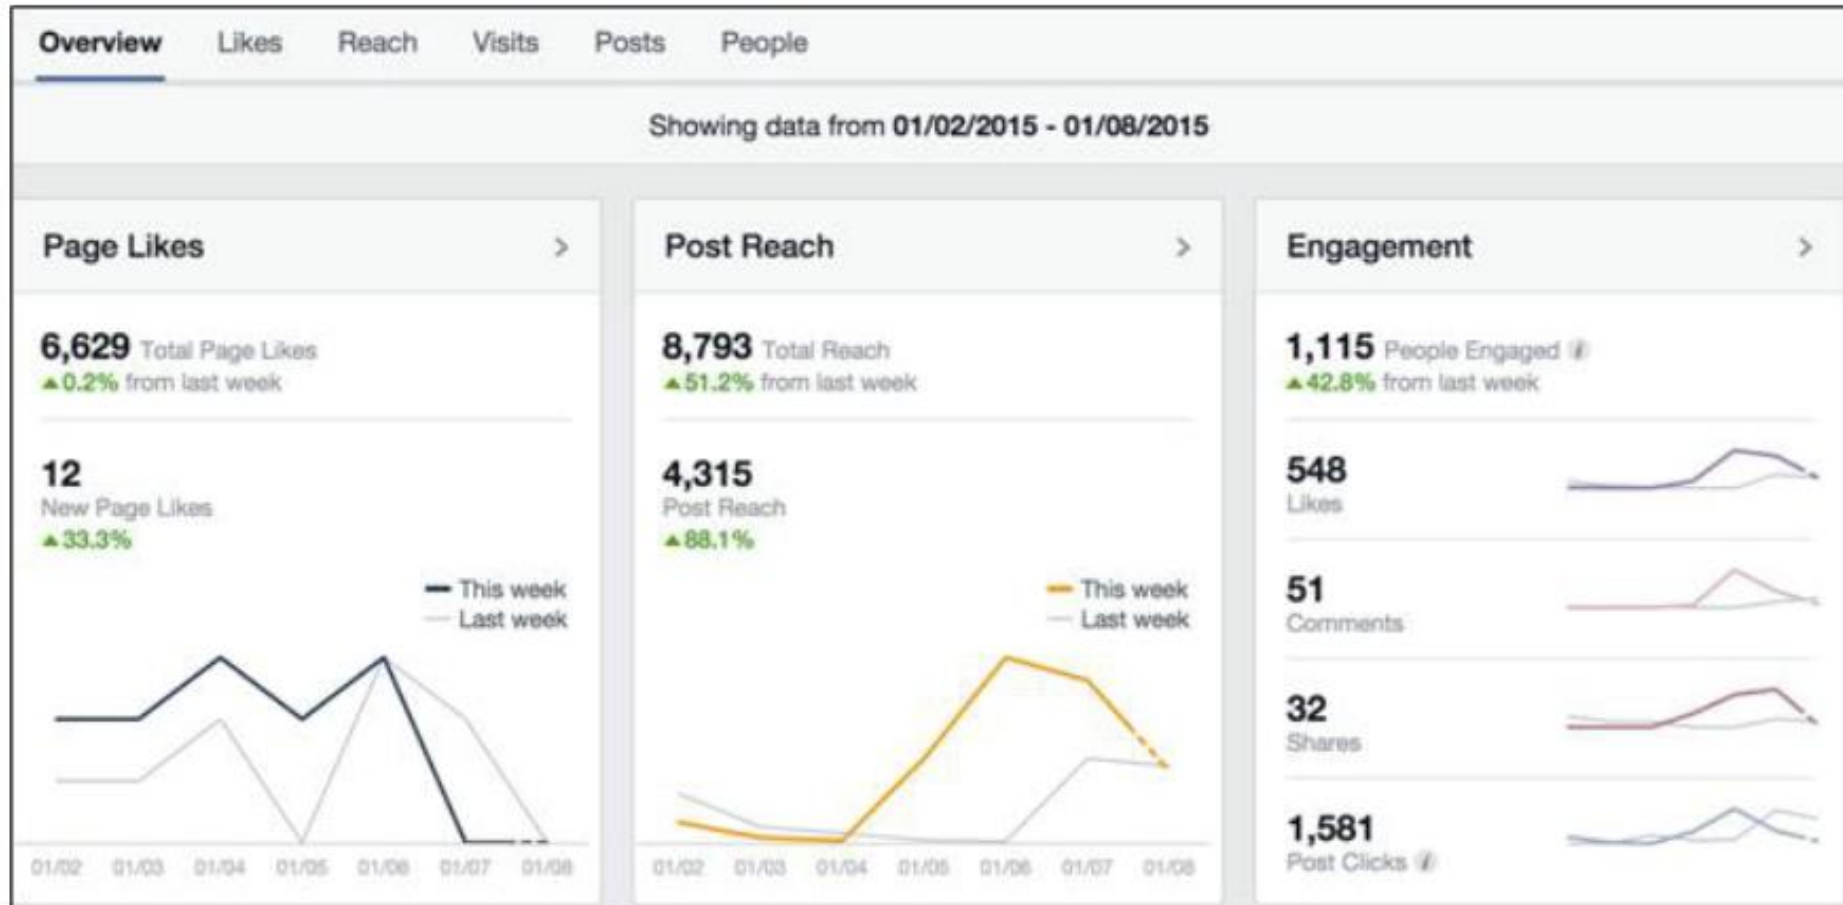 Overview Likes Reach Visits Posts People
Showing data from 01/02/2015 - 01/08/2015
Page Likes
6,629 Total Page Likes
0.2% from last week
12
New Page Likes
33.3%
This week
Last week
01/02 01/03 01/04 01/05 01/06 01/07 01/08
Post Reach
8,793 Total Reach
51.2% from last week
4,315
Post Reach
88.1%
This week
Last week
01/02 01/03 01/04 01/05 01/06 01/07 01/08
Engagement
1,115 People Engaged i
42.8% from last week
548
Likes
51
Comments
32
Shares
1,581
Post Clicks i